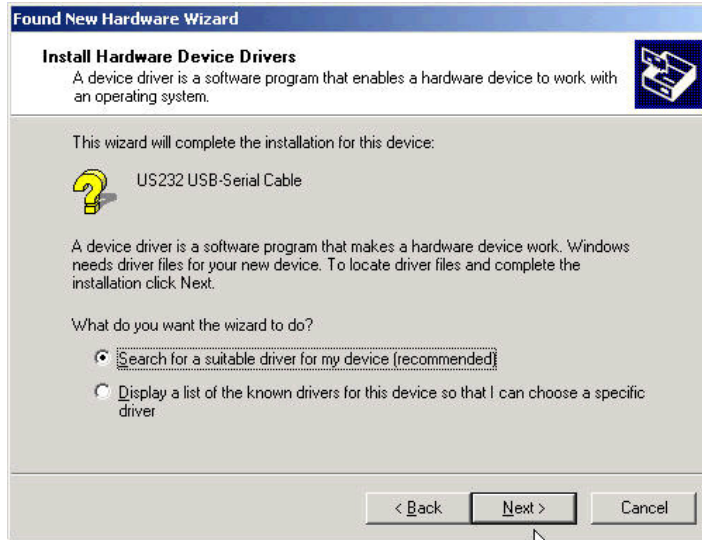 Found New Hardware Wizard
Install Hardware Device Drivers
A device driver is a software program that enables a hardware device to work with
an operating system.
This wizard will complete the installation for this device:
US232 USB-Serial Cable
A device driver is a software program that makes a hardware device work. Windows
needs driver files for your new device. To locate driver files and complete the
installation click Next.
What do you want the wizard to do?
Search for a suitable driver for my device (recommended)
Display a list of the known drivers for this device so that I can choose a specific
driver
< Back Next > Cancel